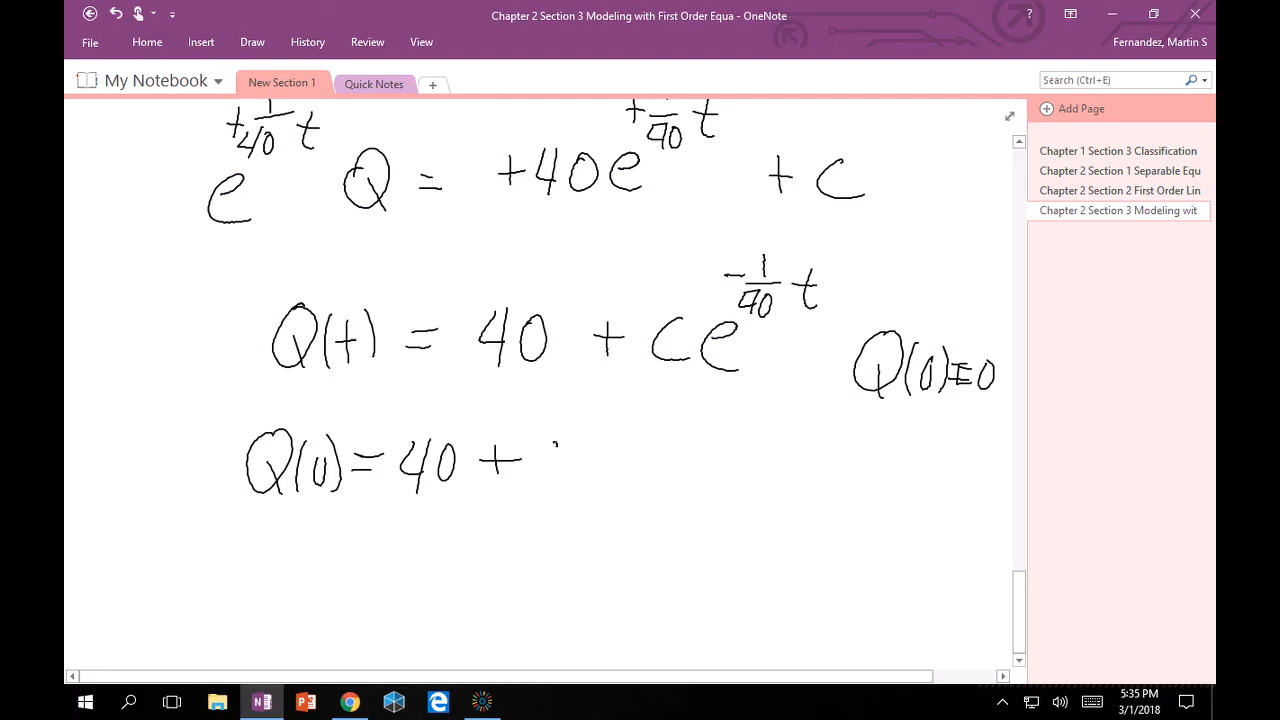 Chapter 2 Section 3 Modeling with First Order Equa - OneNote
?
File Home Insert Draw History Review View
Fernandez, Martin S
My Notebook
New Section 1
Quick Notes
+
Search (Ctrl+E)
Add Page
Chapter 1 Section 3 Classification
Chapter 2 Section 1 Separable Equ
Chapter 2 Section 2 First Order Lin
Chapter 2 Section 3 Modeling wit
e^{+1/40 t} Q = +40e^{+1/40 t} + c
Q(t) = 40 + ce^{-1/40 t}
Q(0)=0
Q(0) = 40 +
5:35 PM
3/1/2018